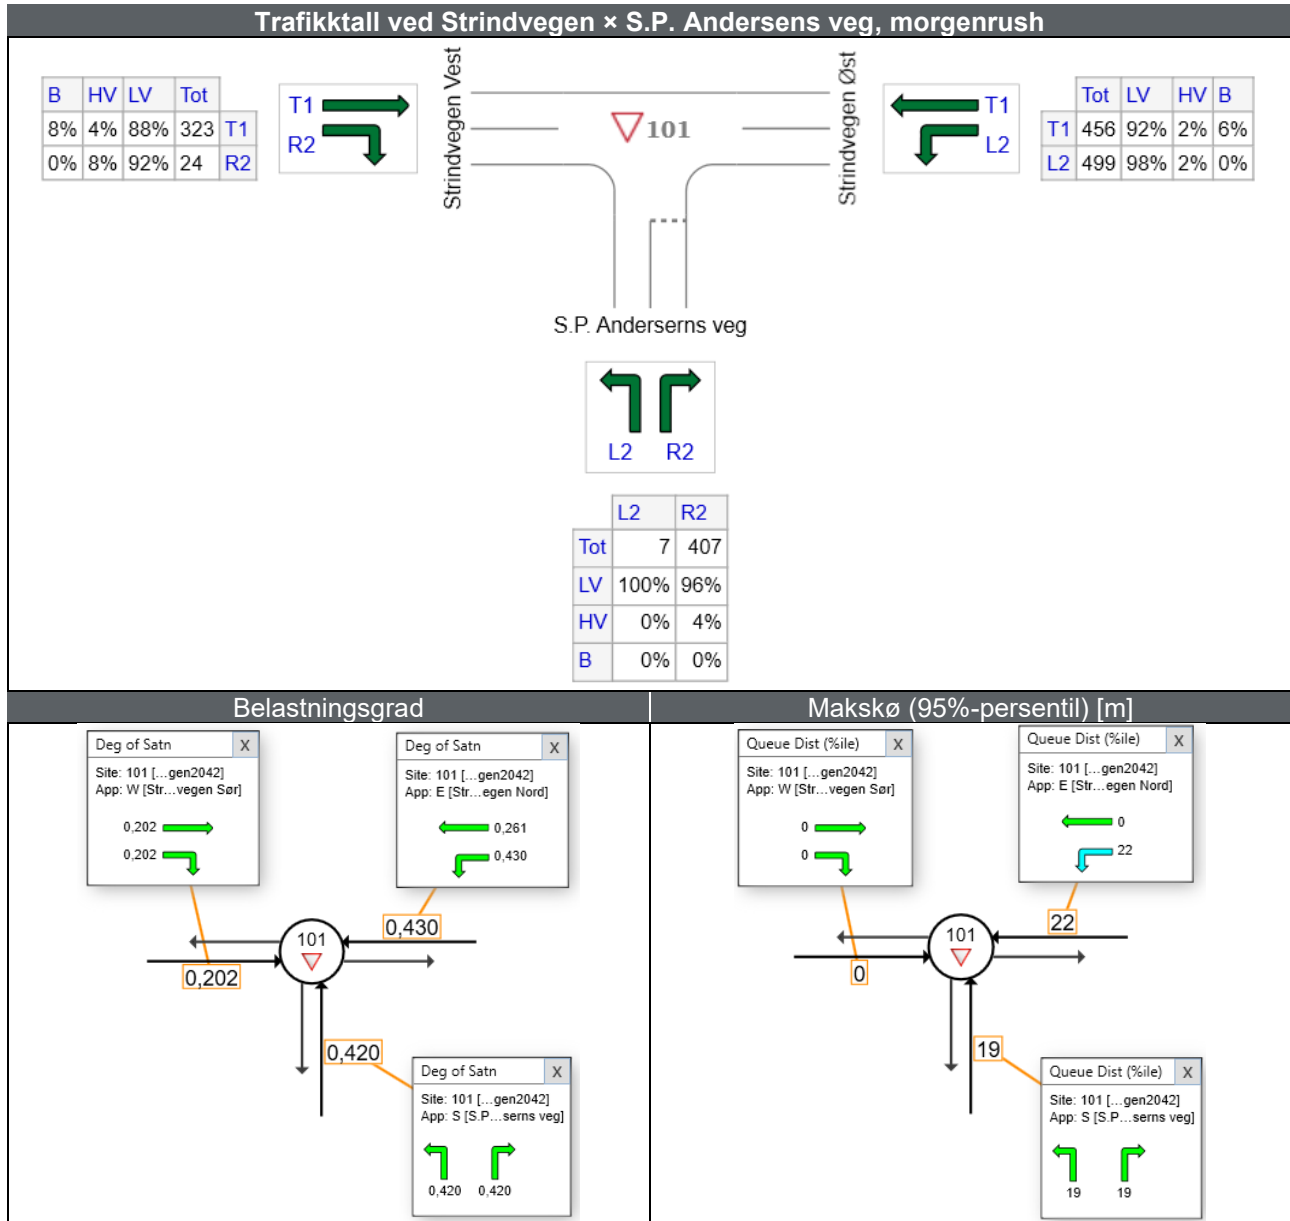 Trafikktall ved Strindvegen × S.P. Andersens veg, morgenrush
B HV LV Tot
8% 4% 88% 323 T1
0% 8% 92% 24 R2
T1
R2
Strindvegen Vest
101
Strindvegen Øst
T1
L2
Tot LV HV B
T1 456 92% 2% 6%
L2 499 98% 2% 0%
S.P. Anderserns veg
L2 R2
L2 R2
Tot 7 407
LV 100% 96%
HV 0% 4%
B 0% 0%
Belastningsgrad
Deg of Satn X
Site: 101 [...gen2042]
App: W [Str...vegen Sør]
0,202
0,202
Deg of Satn X
Site: 101 [...gen2042]
App: E [Str...egen Nord]
0,261
0,430
101
0,430
0,202
0,420
Deg of Satn X
Site: 101 [...gen2042]
App: S [S.P...serns veg]
0,420 0,420
Makskø (95%-persentil) [m]
Queue Dist (%ile) X
Site: 101 [...gen2042]
App: W [Str...vegen Sør]
0
0
Queue Dist (%ile) X
Site: 101 [...gen2042]
App: E [Str...egen Nord]
0
22
101
22
0
19
Queue Dist (%ile) X
Site: 101 [...gen2042]
App: S [S.P...serns veg]
19 19